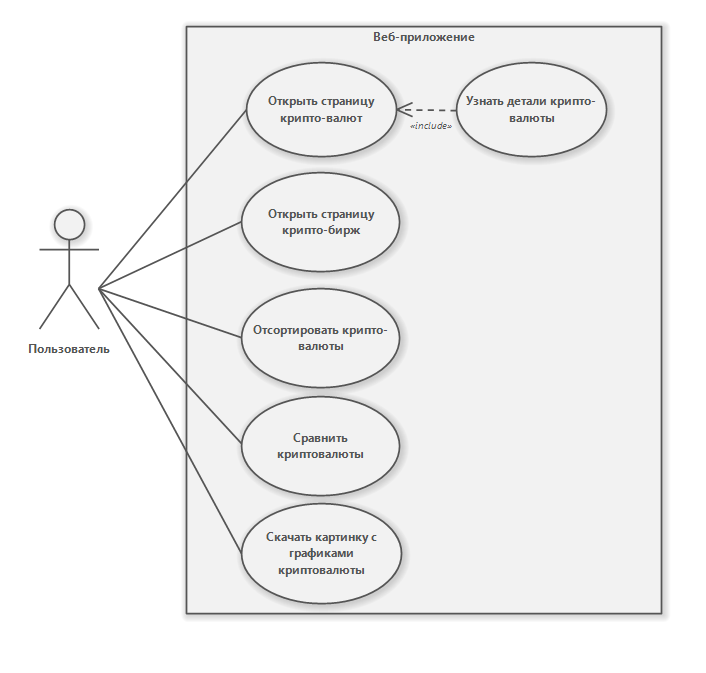 Веб-приложение
Открыть страницу
крипто-валют
Узнать детали крипто-
валюты
«include»
Открыть страницу
крипто-бирж
Отсортировать крипто-
валюты
Пользователь
Сравнить
криптовалюты
Скачать картинку с
графиками
криптовалюты